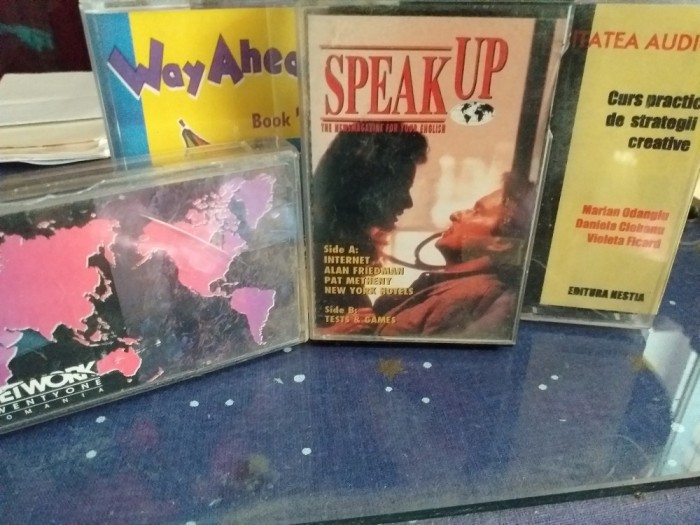 Way Ahea
Book
SPEAK UP
THE NEWSMAGAZINE FOR YOUR ENGLISH
Side A:
INTERNET
ALAN FRIEDMAN
PAT METHENY
NEW YORK HOTELS
Side B:
TESTS & GAMES
TATEA AUDI
Curs practic
de strategii
creative
Marian Odangiu
Daniela Ciobanu
Violeta Ficard
EDITURA HESTIA
ETWORK
WENTYONE
OMANIA